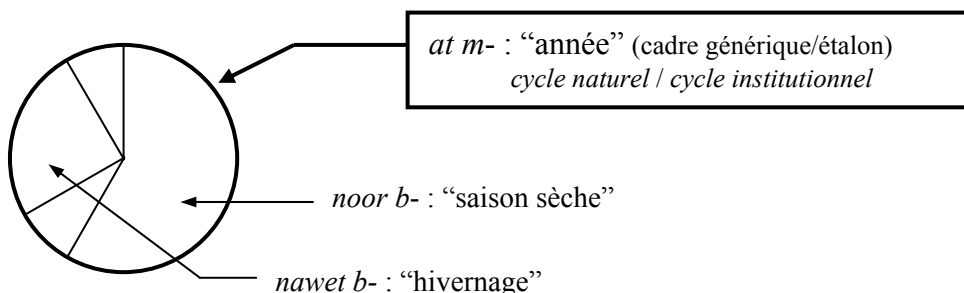 at m- : “année” (cadre générique/étalon)
cycle naturel / cycle institutionnel
noor b- : “saison sèche”
nawet b- : “hivernage”